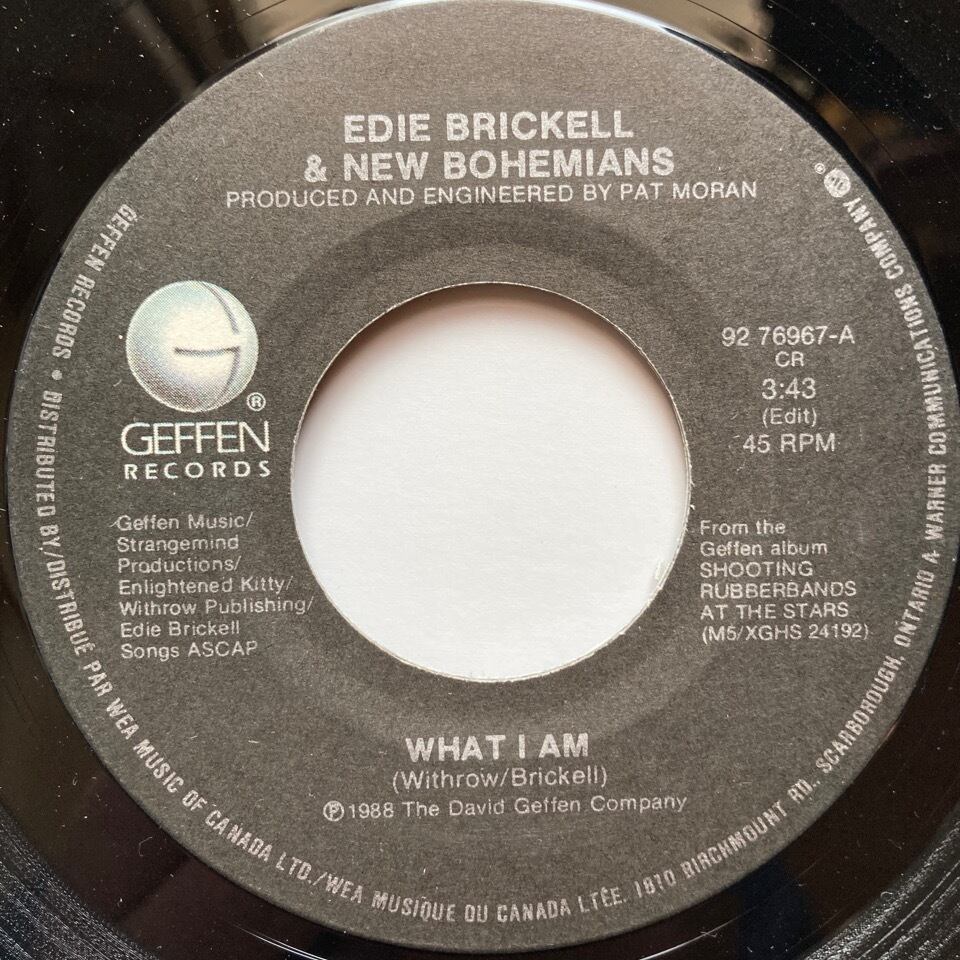 EDIE BRICKELL
& NEW BOHEMIANS
PRODUCED AND ENGINEERED BY PAT MORAN
®
GEFFEN
RECORDS
92 76967-A
CR
3:43
(Edit)
45 RPM
Geffen Music/
Strangemind
Productions/
Enlightened Kitty/
Withrow Publishing/
Edie Brickell
Songs ASCAP
From the
Geffen album
SHOOTING
RUBBERBANDS
AT THE STARS
(M5/XGHS 24192)
WHAT I AM
(Withrow/Brickell)
℗1988 The David Geffen Company
GEFFEN RECORDS • DISTRIBUTED BY/DISTRIBUÉ PAR WEA MUSIC OF CANADA LTD./WEA MUSIQUE DU CANADA LTÉE. 1810 BIRCHMOUNT RD., SCARBOROUGH, ONTARIO A WARNER COMMUNICATIONS COMPANY